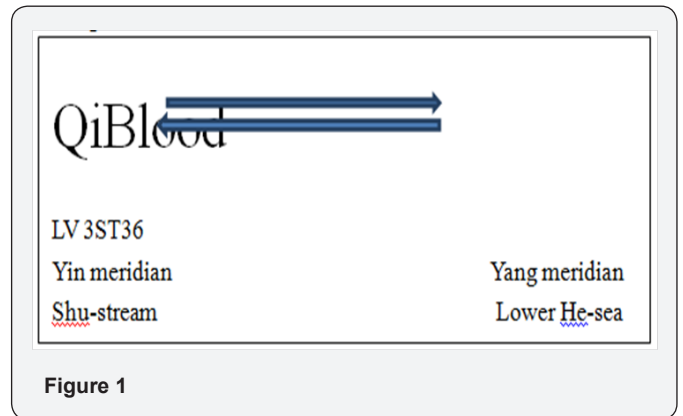 QiBlood
LV 3ST36
Yin meridian Yang meridian
Shu-stream Lower He-sea
Figure 1